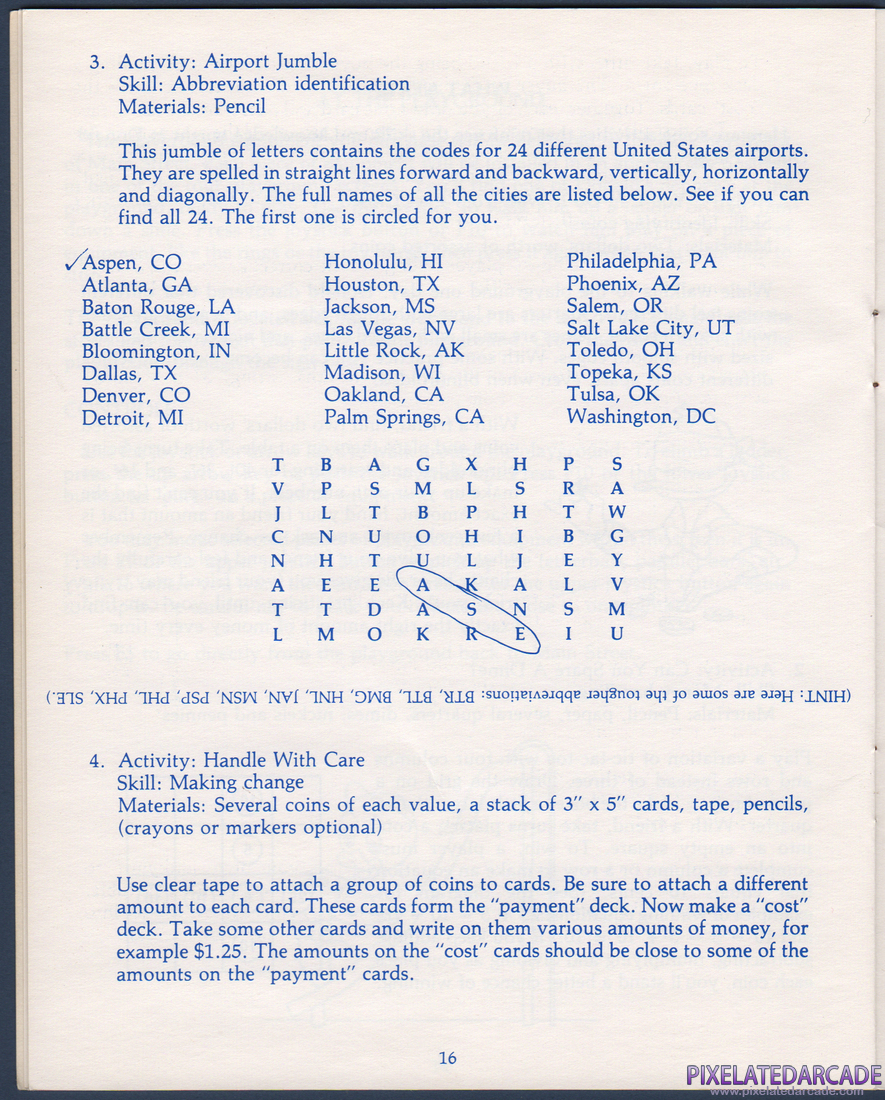 3. Activity: Airport Jumble
Skill: Abbreviation identification
Materials: Pencil
This jumble of letters contains the codes for 24 different United States airports.
They are spelled in straight lines forward and backward, vertically, horizontally
and diagonally. The full names of all the cities are listed below. See if you can
find all 24. The first one is circled for you.
✓Aspen, CO Honolulu, HI Philadelphia, PA
Atlanta, GA Houston, TX Phoenix, AZ
Baton Rouge, LA Jackson, MS Salem, OR
Battle Creek, MI Las Vegas, NV Salt Lake City, UT
Bloomington, IN Little Rock, AK Toledo, OH
Dallas, TX Madison, WI Topeka, KS
Denver, CO Oakland, CA Tulsa, OK
Detroit, MI Palm Springs, CA Washington, DC
T B A G X H P S
V P S M L S R A
J L T B P H T W
C N U O H I B G
N H T U L J E Y
A E E A K A L V
T T D A S N S M
L M O K R E I U
(HINT: Here are some of the tougher abbreviations: BTR, BTL, BMG, HNL, JAN, MSN, PSP, PHL, PHX, SLE.)
4. Activity: Handle With Care
Skill: Making change
Materials: Several coins of each value, a stack of 3″ x 5″ cards, tape, pencils,
(crayons or markers optional)
Use clear tape to attach a group of coins to cards. Be sure to attach a different
amount to each card. These cards form the “payment” deck. Now make a “cost”
deck. Take some other cards and write on them various amounts of money, for
example $1.25. The amounts on the “cost” cards should be close to some of the
amounts on the “payment” cards.
16
PIXELATEDARCADE
www.pixelatedarcade.com